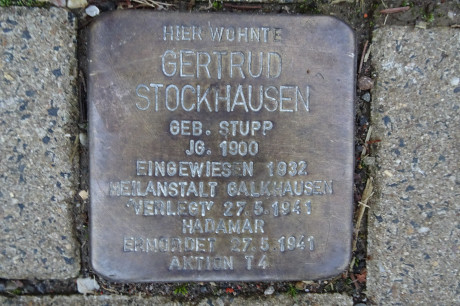 HIER WOHNTE
GERTRUD
STOCKHAUSEN
GEB. STUPP
JG. 1900
EINGEWIESEN 1932
HEILANSTALT GALKHAUSEN
"VERLEGT" 27.5.1941
HADAMAR
ERMORDET 27.5.1941
AKTION T4